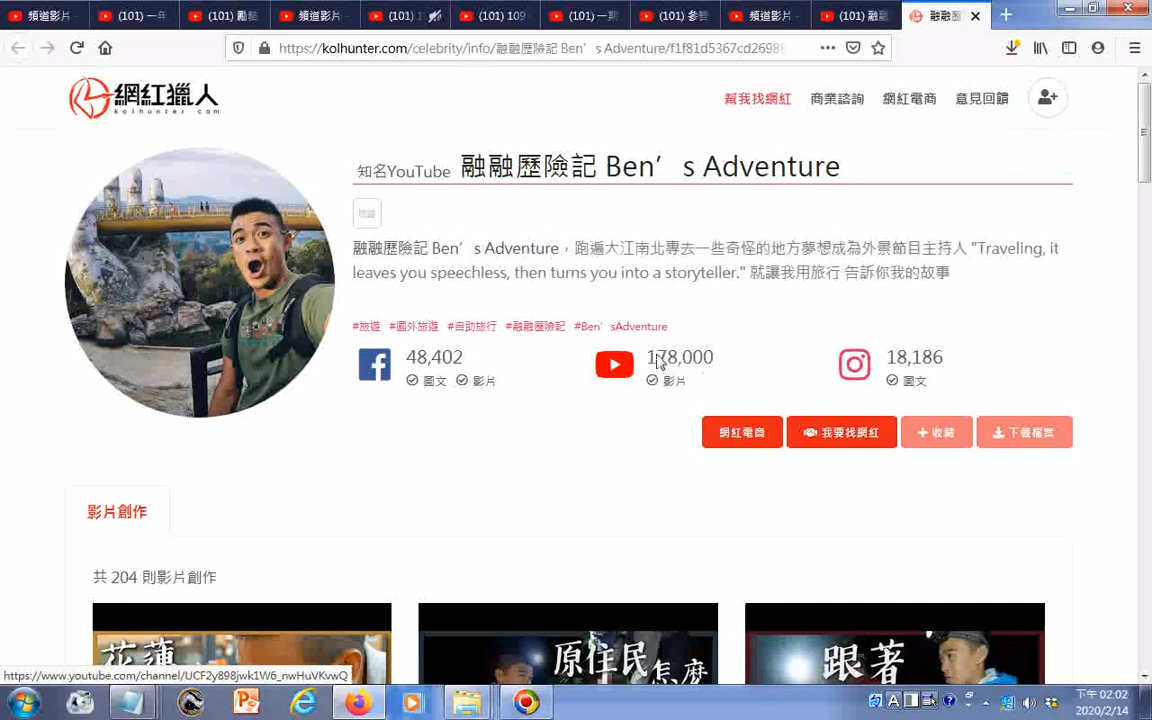 頻道影片
(101) 一年
(101) 勵
頻道影片
(101) 1
(101) 109
(101) 一期
(101) 參
頻道影片
(101) 融融
融融歷
https://kolhunter.com/celebrity/info/融融歷險記 Ben’s Adventure/f1f81d5367cd2698
網紅獵人
kolhunter.com
幫我找網紅 商業諮詢 網紅電商 意見回饋
知名YouTube 融融歷險記 Ben’s Adventure
融融歷險記 Ben’s Adventure，跑遍大江南北專去一些奇怪的地方夢想成為外景節目主持人 "Traveling, it
leaves you speechless, then turns you into a storyteller." 就讓我用旅行 告訴你我的故事
#旅遊 #國外旅遊 #自助旅行 #融融歷險記 #Ben’sAdventure
48,402 178,000 18,186
圖文 影片 影片 圖文
網紅電商 我要找網紅 收藏 下載檔案
影片創作
共 204 則影片創作
花蓮 原住民怎麼 跟著
https://www.youtube.com/channel/UCF2y898jwk1W6_nwHuVKvwQ
下午 02:02
2020/2/14